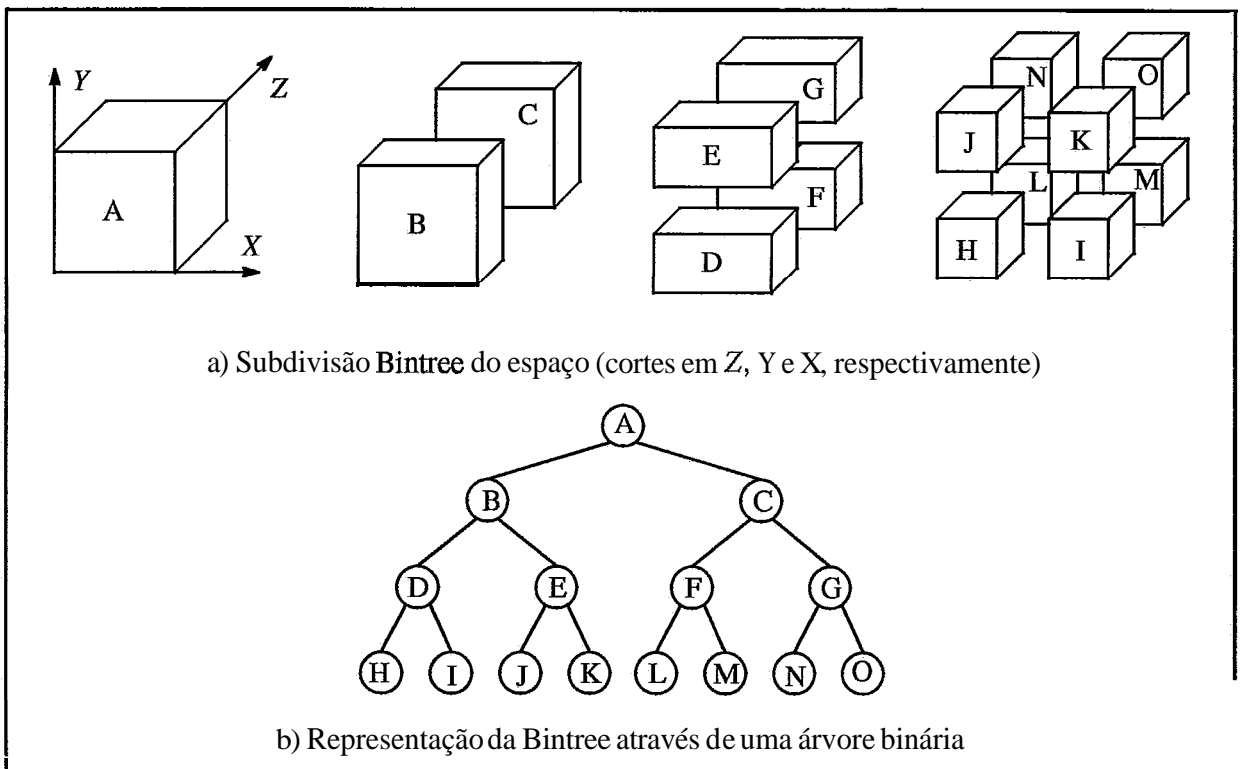 Y
Z
A
X
C
B
G
E
F
D
N
O
J
K
L
M
H
I
a) Subdivisão Bintree do espaço (cortes em Z, Y e X, respectivamente)
A
B
C
D
E
F
G
H
I
J
K
L
M
N
O
b) Representação da Bintree através de uma árvore binária